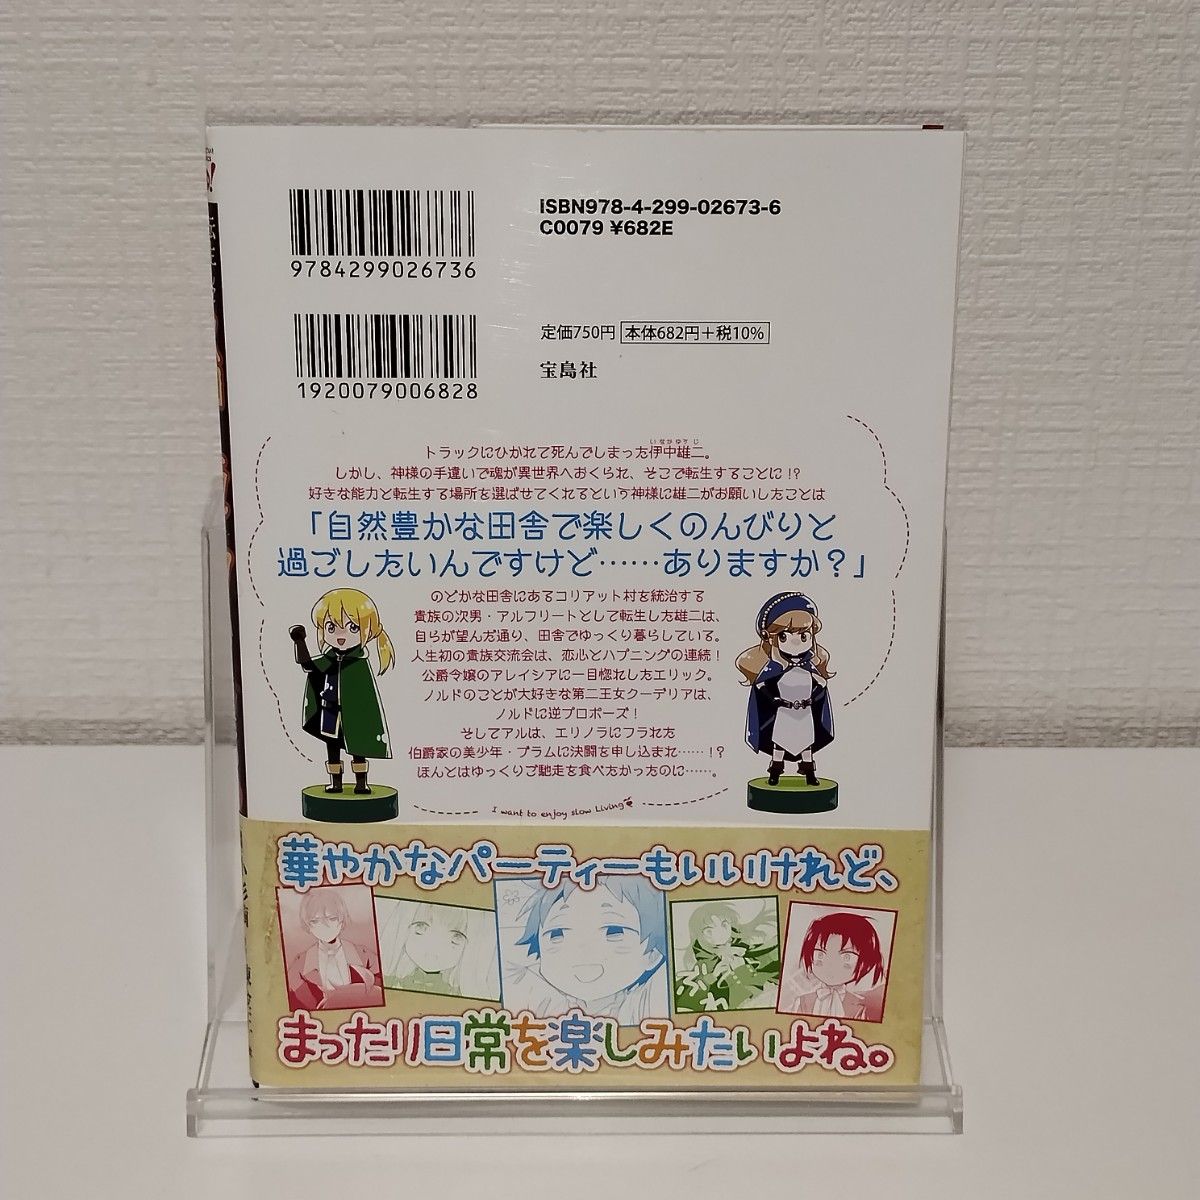 ISBN978-4-299-02673-6
C0079 ¥682E
9784299026736
定価750円 本体682円+税10%
宝島社
1920079006828
いなかゆうじ
トラックにひかれて死んでしまった伊中雄二。
しかし、神様の手違いで魂が異世界へおくられ、そこで転生することに!?
好きな能力と転生する場所を選ばせてくれるという神様に雄二がお願いしたことは
「自然豊かな田舎で楽しくのんびりと
過ごしたいんですけど……ありますか?」
のどかな田舎にあるコリアット村を統治する
貴族の次男・アルフリートとして転生した雄二は、
自らが望んだ通り、田舎でゆっくり暮らしている。
人生初の貴族交流会は、恋心とハプニングの連続!
公爵令嬢のアレイシアに一目惚れしたエリック。
ノルドのことが大好きな第二王女クーデリアは、
ノルドに逆プロポーズ!
そしてアルは、エリノラにフラれた
伯爵家の美少年・ブラムに決闘を申し込まれ……!?
ほんとはゆっくりご馳走を食べたかったのに……。
I want to enjoy slow Living
華やかなパーティーもいいけれど、
ふわ
まったり日常を楽しみたいよね。